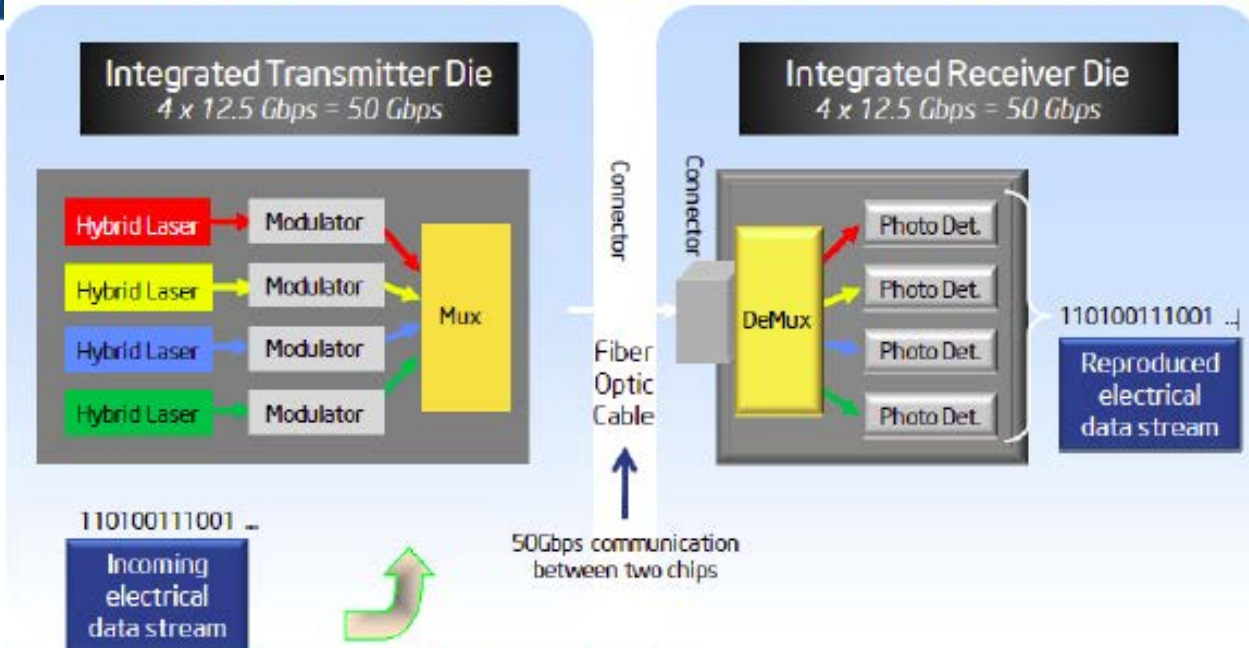 Integrated Transmitter Die
4 x 12.5 Gbps = 50 Gbps
Hybrid Laser
Modulator
Hybrid Laser
Modulator
Hybrid Laser
Modulator
Hybrid Laser
Modulator
Mux
110100111001 ...
Incoming
electrical
data stream
Connector
Fiber
Optic
Cable
50Gbps communication
between two chips
Integrated Receiver Die
4 x 12.5 Gbps = 50 Gbps
Connector
DeMux
Photo Det.
Photo Det.
Photo Det.
Photo Det.
110100111001 ...
Reproduced
electrical
data stream